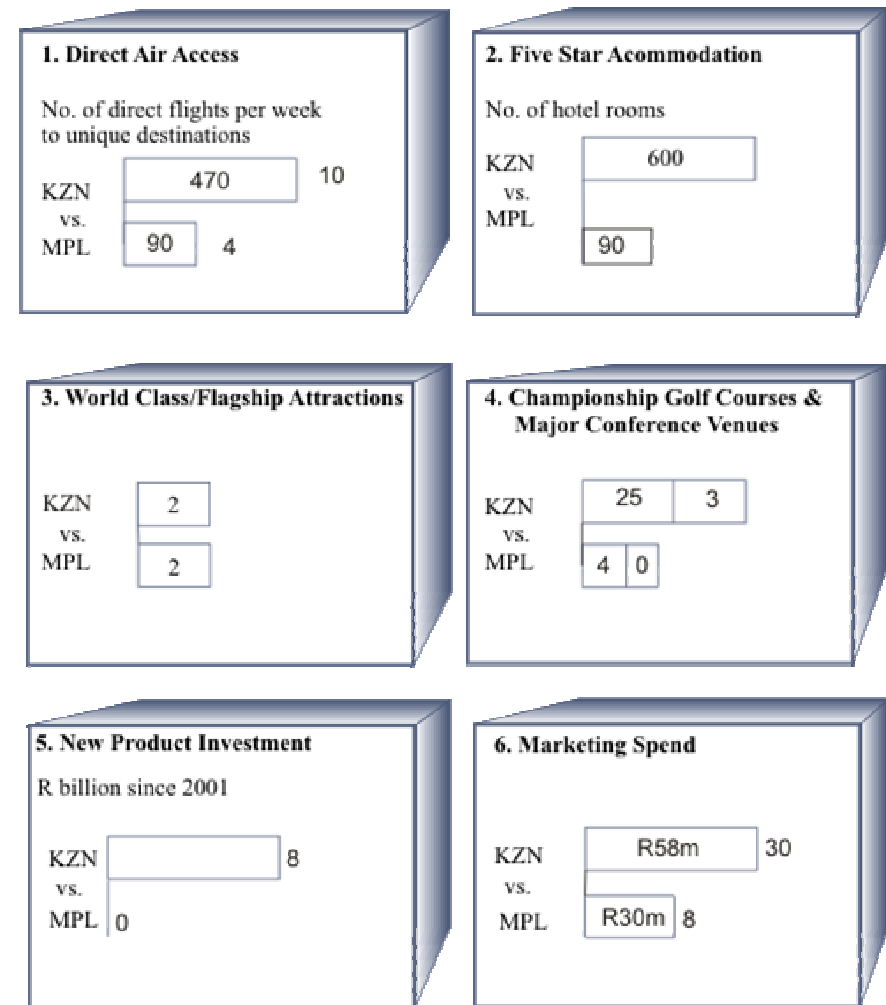 1. Direct Air Access
No. of direct flights per week
to unique destinations
KZN 470 10
vs.
MPL 90 4
2. Five Star Acommodation
No. of hotel rooms
KZN 600
vs.
MPL
90
3. World Class/Flagship Attractions
KZN 2
vs.
MPL 2
4. Championship Golf Courses &
Major Conference Venues
KZN 25 3
vs.
MPL 4 0
5. New Product Investment
R billion since 2001
KZN 8
vs.
MPL 0
6. Marketing Spend
KZN R58m 30
vs.
MPL R30m 8